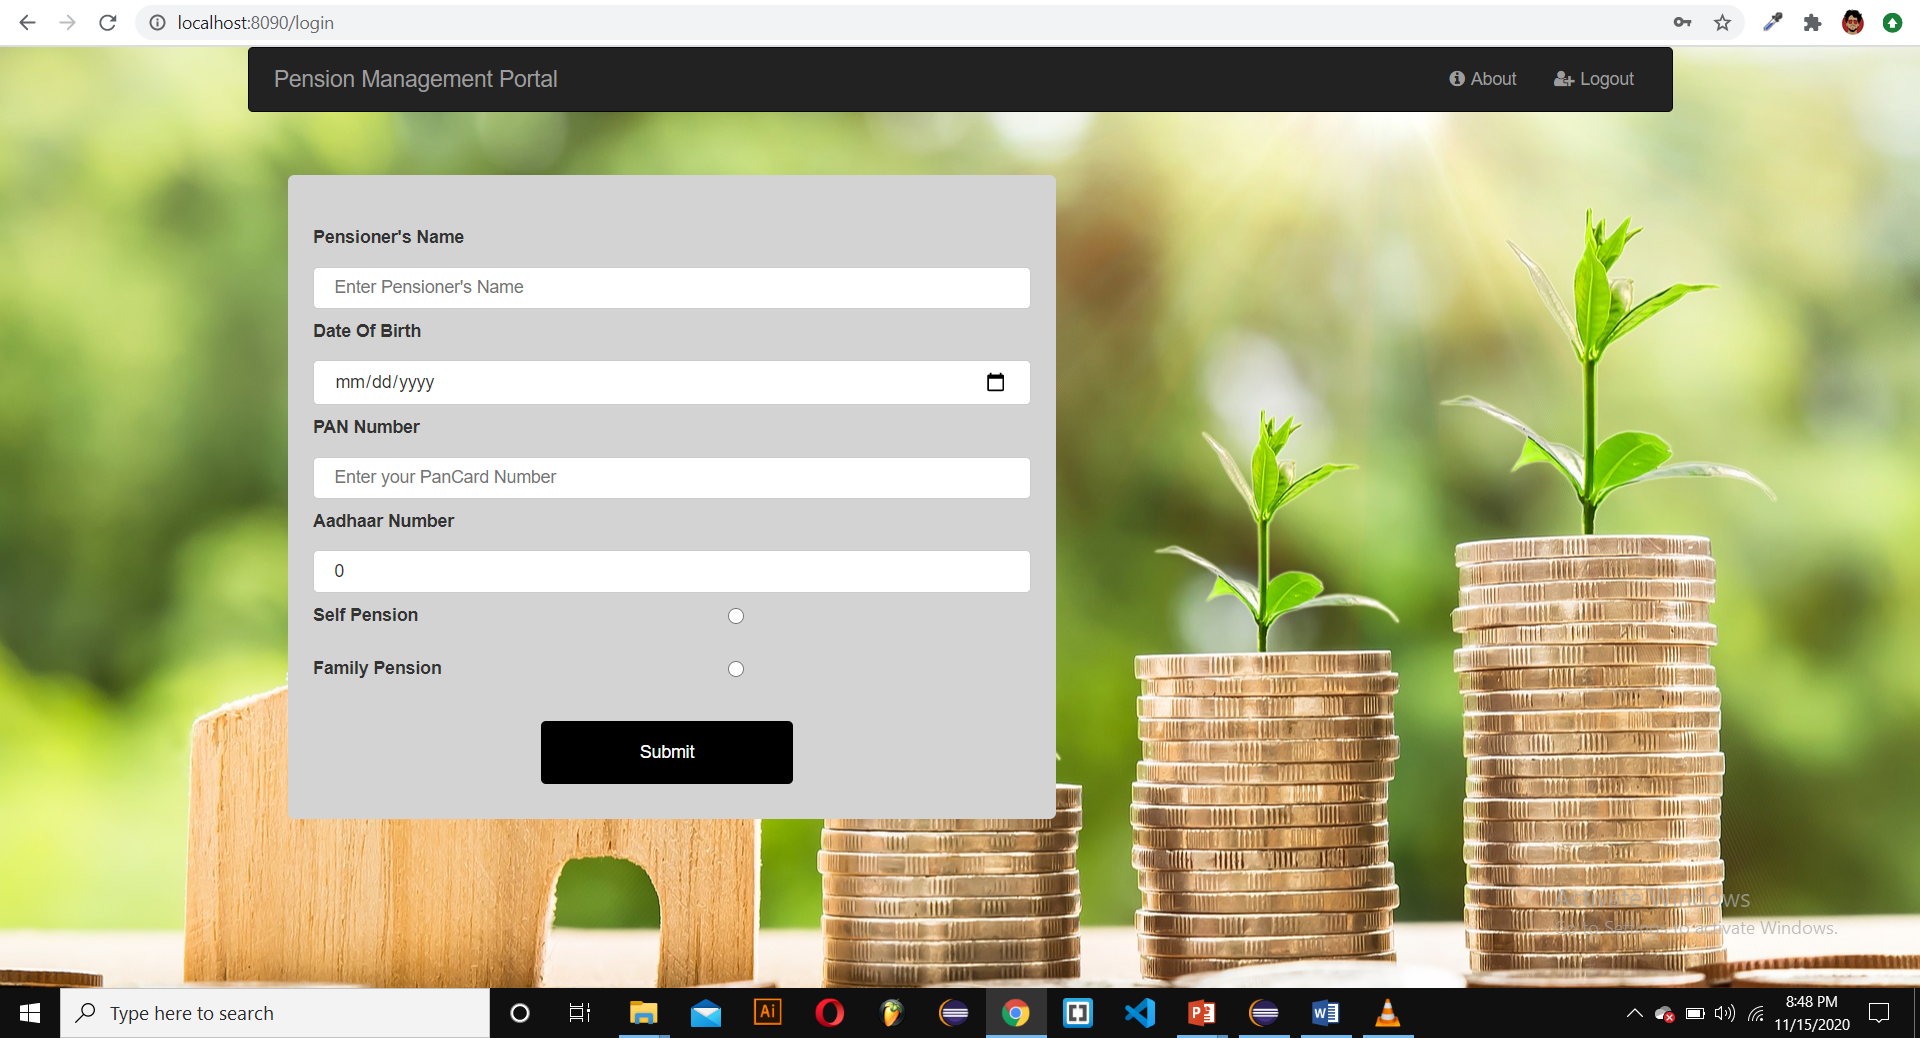 localhost:8090/login
Pension Management Portal
About
Logout
Pensioner's Name
Enter Pensioner's Name
Date Of Birth
mm/dd/yyyy
PAN Number
Enter your PanCard Number
Aadhaar Number
0
Self Pension
Family Pension
Submit
Activate Windows
Go to Settings to activate Windows.
Type here to search
Ai
P
W
8:48 PM
11/15/2020